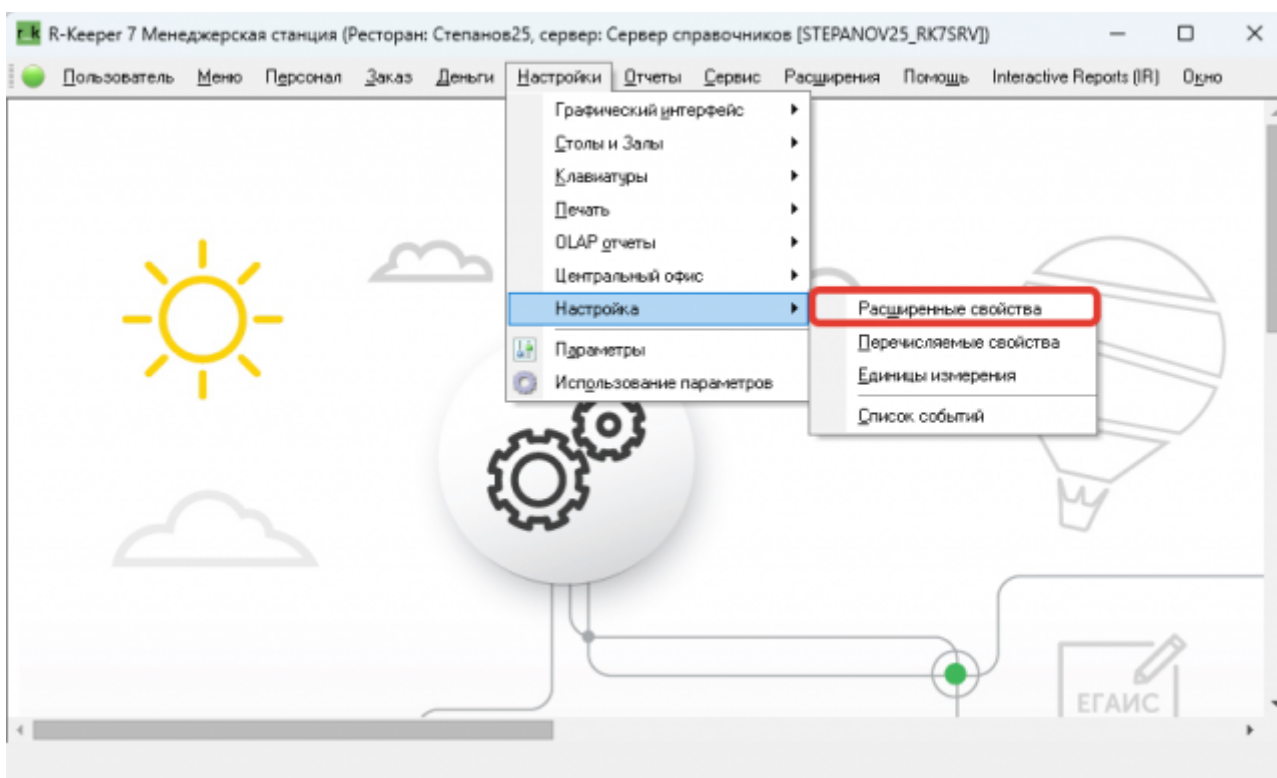 r_k R-Keeper 7 Менеджерская станция (Ресторан: Степанов25, сервер: Сервер справочников [STEPANOV25_RK7SRV])
Пользователь Меню Персонал Заказ Деньги Настройки Отчеты Сервис Расширения Помощь Interactive Reports (IR) Окно
Графический интерфейс
Столы и Залы
Клавиатуры
Печать
OLAP отчеты
Центральный офис
Настройка
Расширенные свойства
Перечисляемые свойства
Параметры
Единицы измерения
Использование параметров
Список событий
ЕГАИС